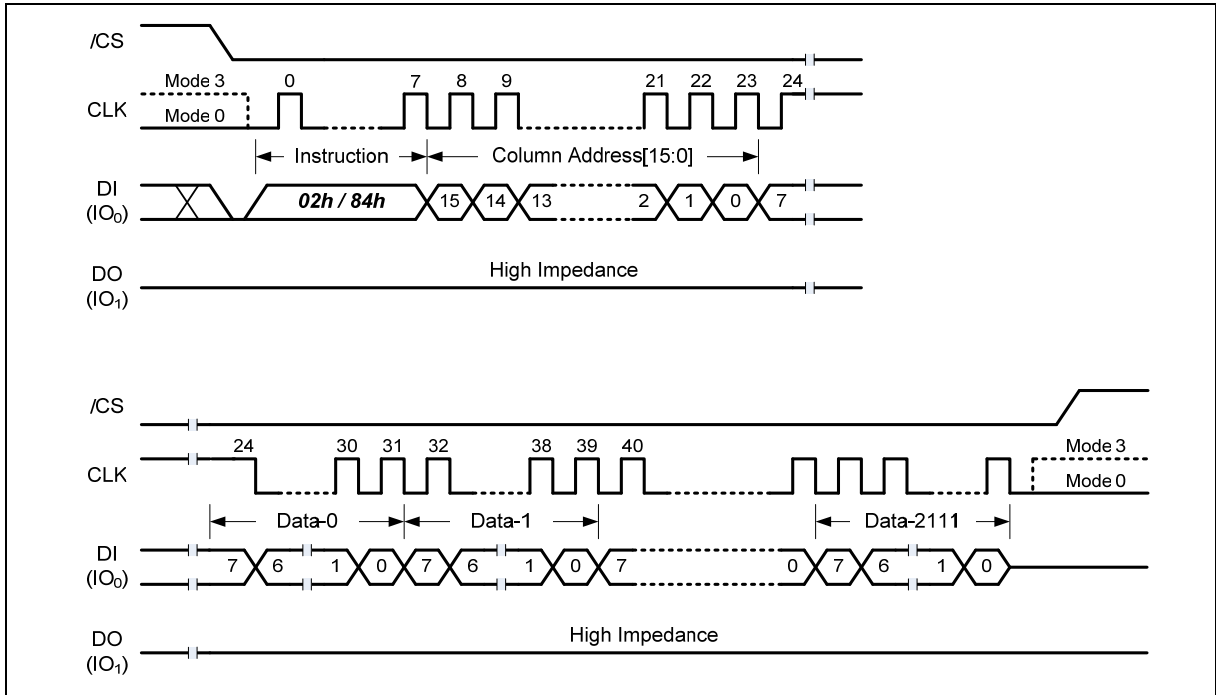 /CS
Mode 3 0 7 8 9 21 22 23 24
CLK
Mode 0
Instruction Column Address[15:0]
DI
(IO₀)
02h / 84h 15 14 13 2 1 0 7
High Impedance
DO
(IO₁)
/CS
24 30 31 32 38 39 40 Mode 3
CLK
Mode 0
Data-0 Data-1 Data-2111
DI
(IO₀)
7 6 1 0 7 6 1 0 7 0 7 6 1 0
High Impedance
DO
(IO₁)